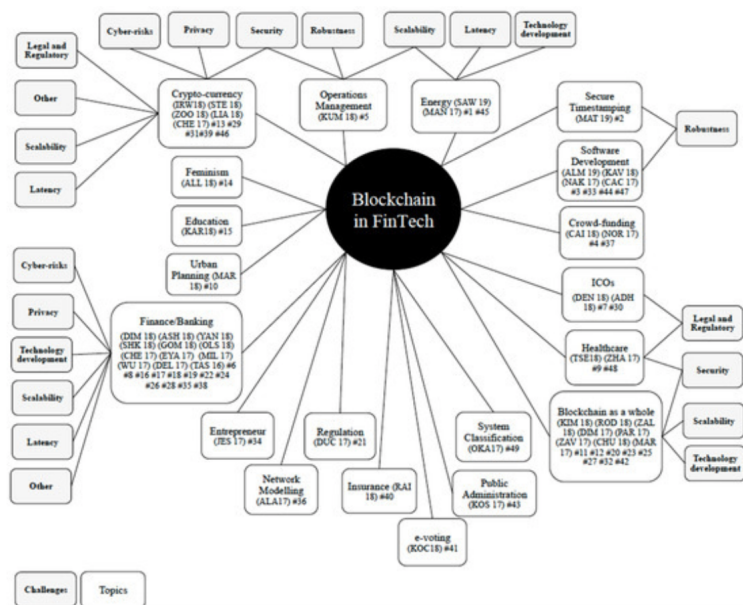 Cyber-risks
Privacy
Security
Robustness
Scalability
Latency
Technology
development
Legal and
Regulatory
Other
Scalability
Latency
Crypto-currency
(IRW18) (STE 18)
(ZOO 18) (LIA 18)
(CHE 17) #13 #29
#31#39 #46
Operations
Management
(KUM 18) #5
Energy (SAW 19)
(MAN 17) #1 #45
Secure
Timestamping
(MAT 19) #2
Robustness
Software
Development
(ALM 19) (KAV 18)
(NAK 17) (CAC 17)
#3 #33 #44 #47
Feminism
(ALL 18) #14
Education
(KAR18) #15
Urban
Planning (MAR
18) #10
Blockchain
in FinTech
Crowd-funding
(CAI 18) (NOR 17)
#4 #37
ICOs
(DEN 18) (ADH
18) #7 #30
Healthcare
(TSE18) (ZHA 17)
#9 #48
Legal and
Regulatory
Security
Scalability
Technology
development
Blockchain as a whole
(KIM 18) (ROD 18) (ZAL
18) (DIM 17) (PAR 17)
(ZAV 17) (CHU 18) (MAR
17) #11 #12 #20 #23 #25
#27 #32 #42
Cyber-risks
Privacy
Technology
development
Scalability
Latency
Other
Finance/Banking
(DIM 18) (ASH 18) (YAN 18)
(SHK 18) (GOM 18) (OLS 18)
(CHE 17) (EYA 17) (MIL 17)
(WU 17) (DEL 17) (TAS 16) #6
#8 #16 #17 #18 #19 #22 #24
#26 #28 #35 #38
Entrepreneur
(JES 17) #34
Network
Modelling
(ALA17) #36
Regulation
(DUC 17) #21
Insurance (RAI
18) #40
System
Classification
(OKA17) #49
Public
Administration
(KOS 17) #43
e-voting
(KOC18) #41
Challenges
Topics